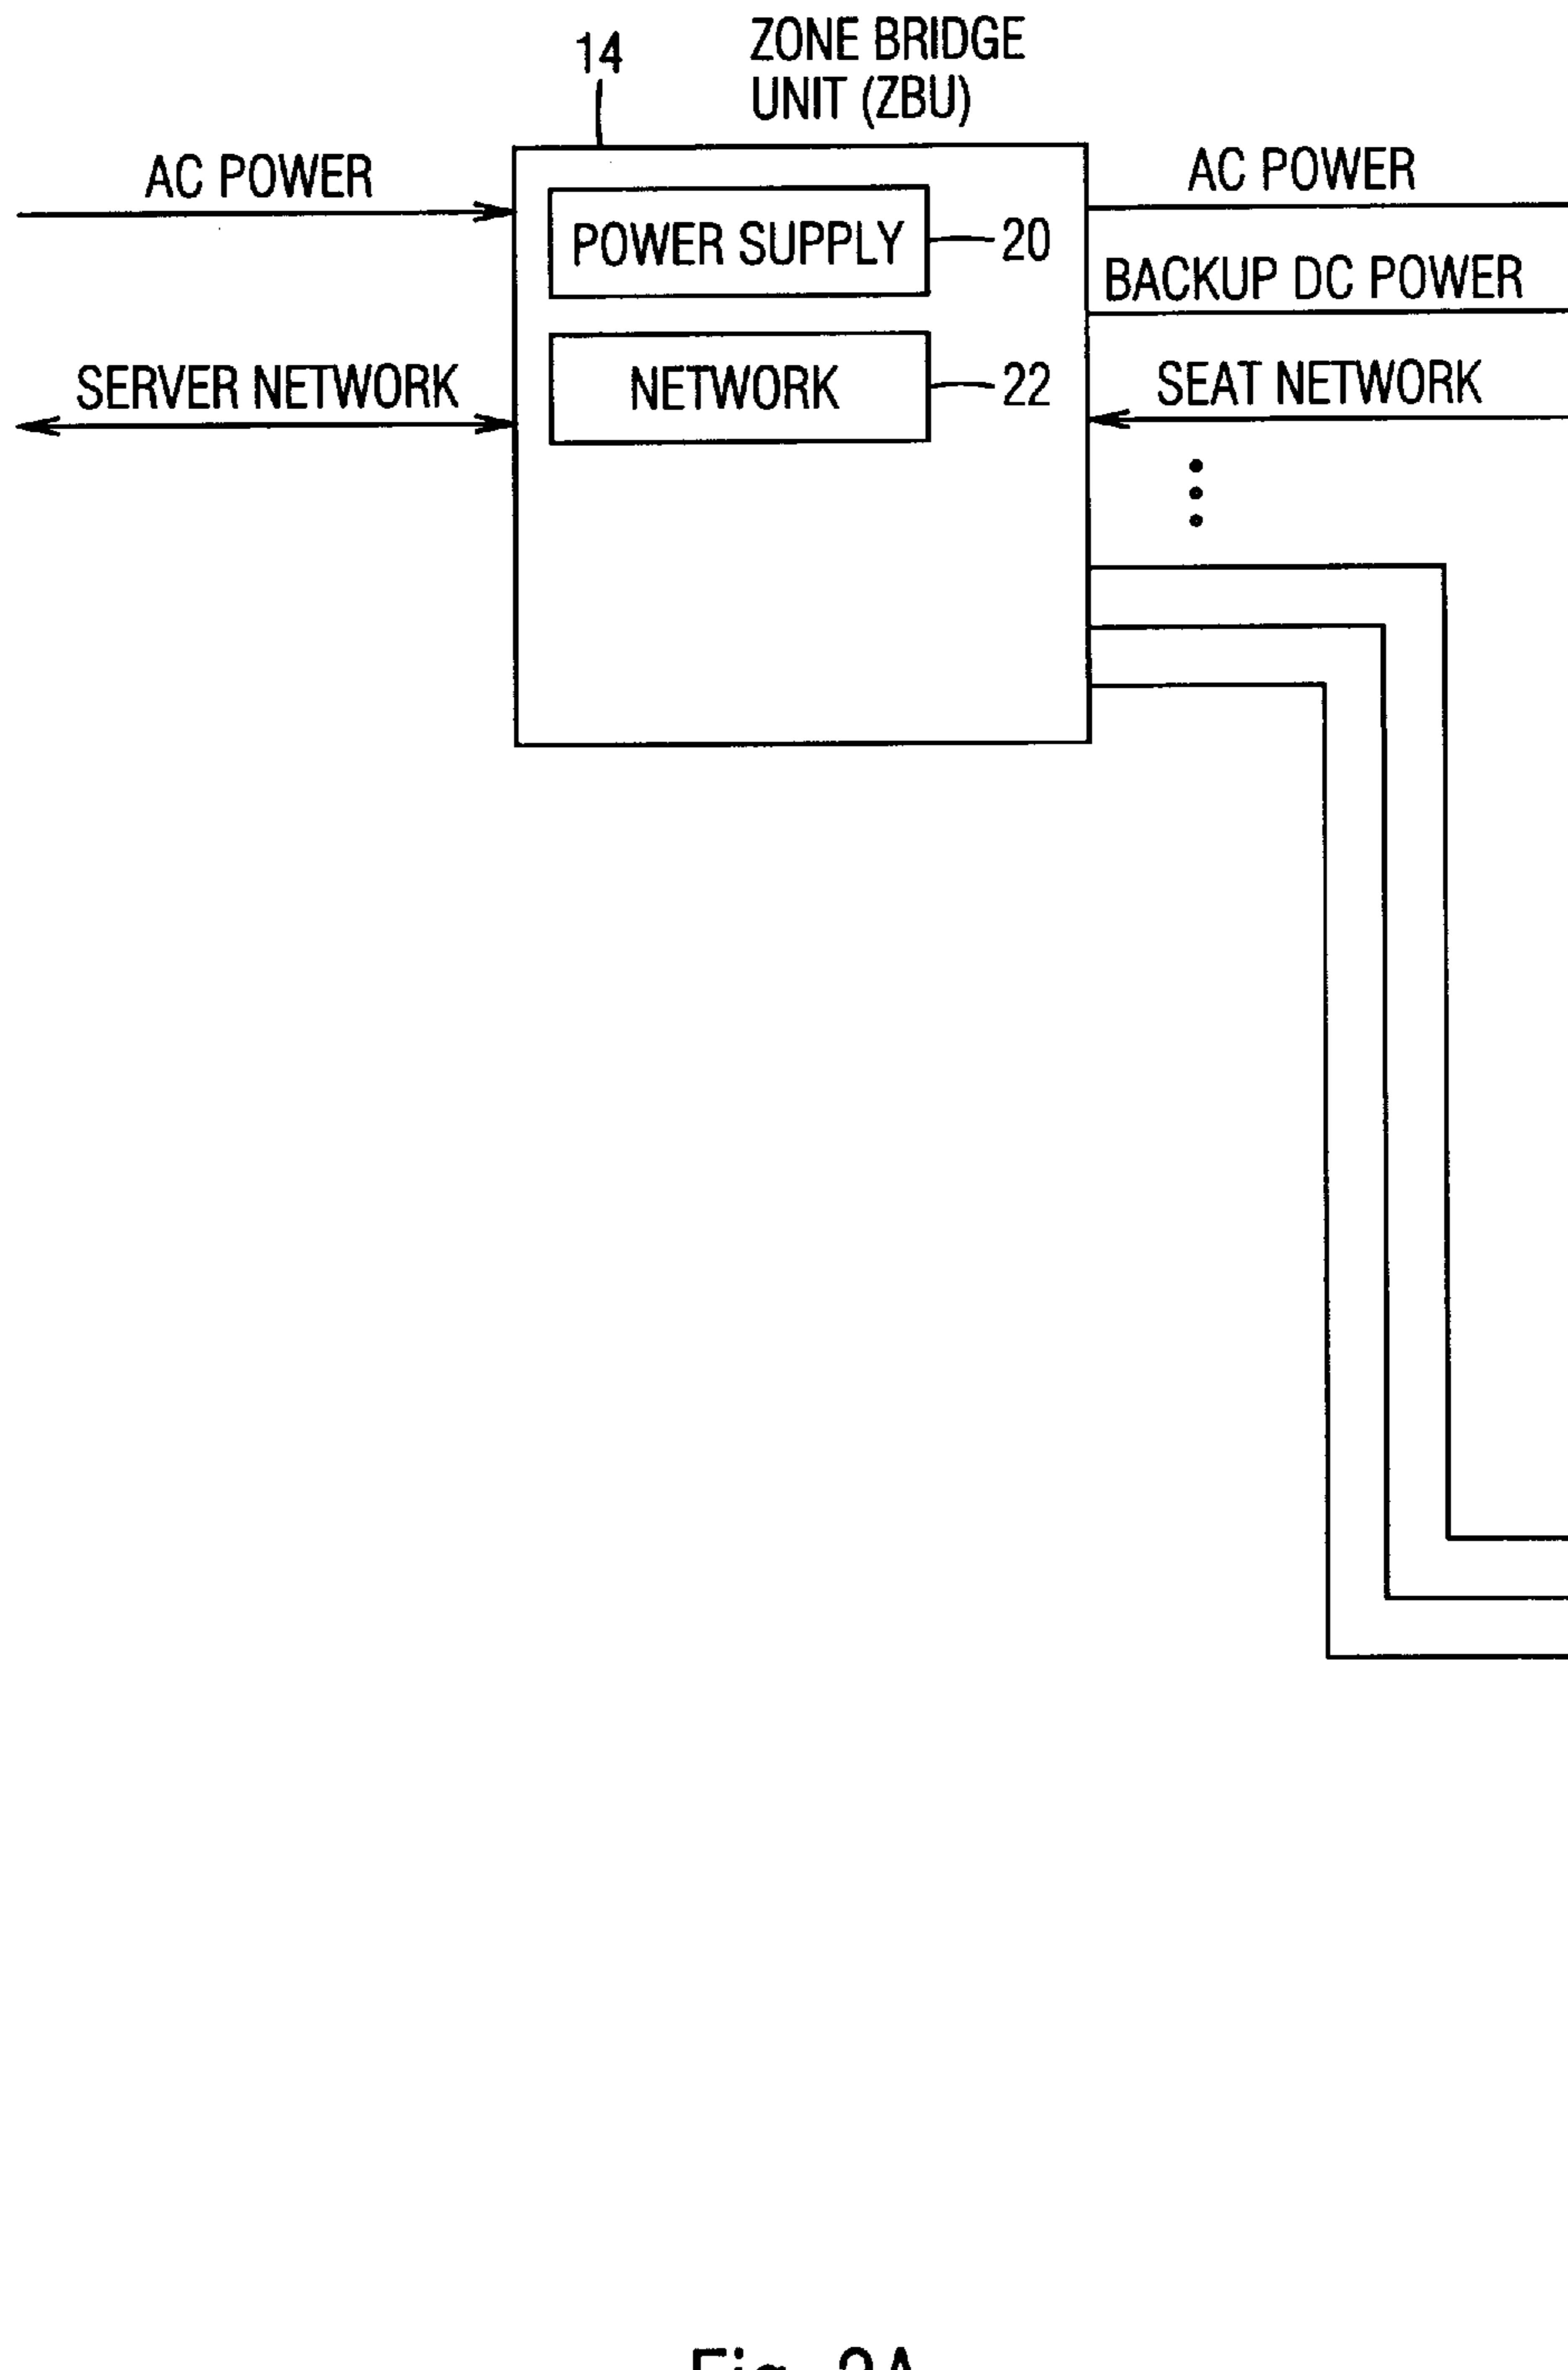 14
ZONE BRIDGE
UNIT (ZBU)
AC POWER
AC POWER
POWER SUPPLY
20
BACKUP DC POWER
SERVER NETWORK
NETWORK
22
SEAT NETWORK